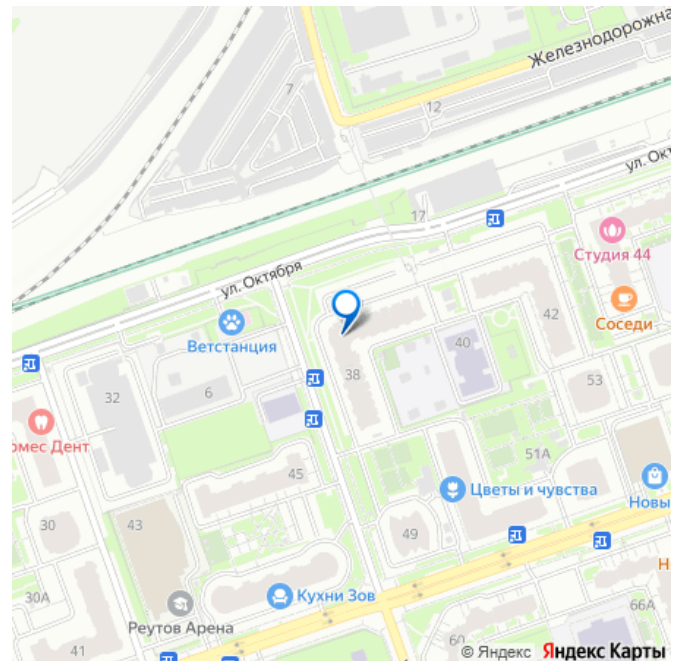 Железнодорожна
7
12
ул. Окт
17
ул. Октября
Студия 44
Ветстанция
Соседи
42
40
38
32
6
53
омес Дент
51А
45
Цветы и чувства
Новы
30
43
49
Н
30А
Кухни Зов
66А
Реутов Арена
41
60
© Яндекс Яндекс Карты